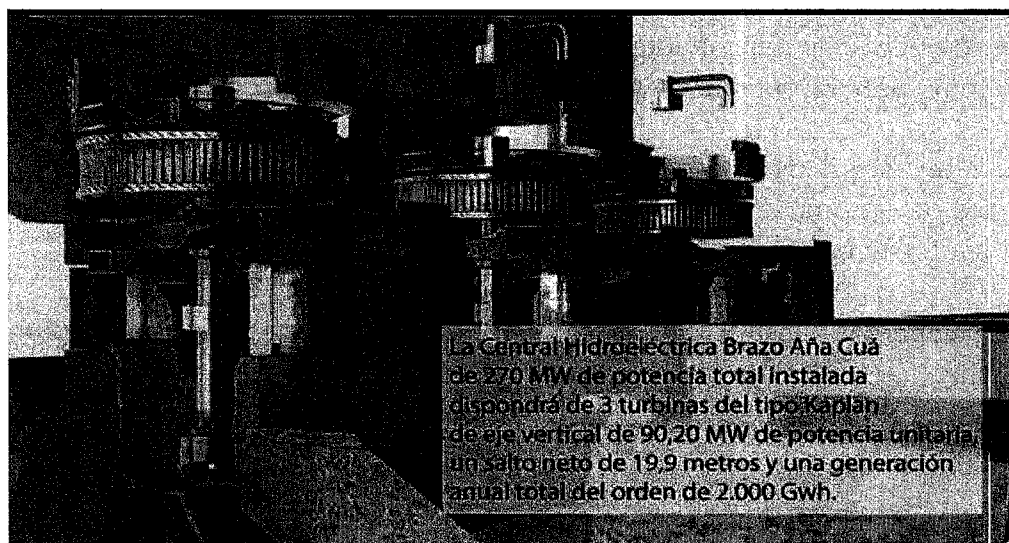 La Central Hidroeléctrica Brazo Aña Cuá
de 270 MW de potencia total instalada
dispondrá de 3 turbinas del tipo Kaplan
de eje vertical de 90,20 MW de potencia unitaria,
un salto neto de 19,9 metros y una generación
anual total del orden de 2.000 Gwh.